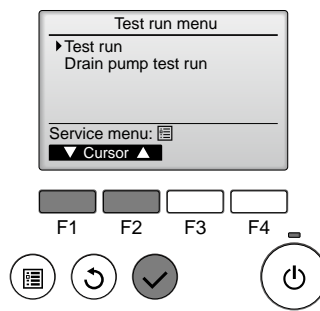 Test run menu
Test run
Drain pump test run
Service menu:
Cursor
F1 F2 F3 F4